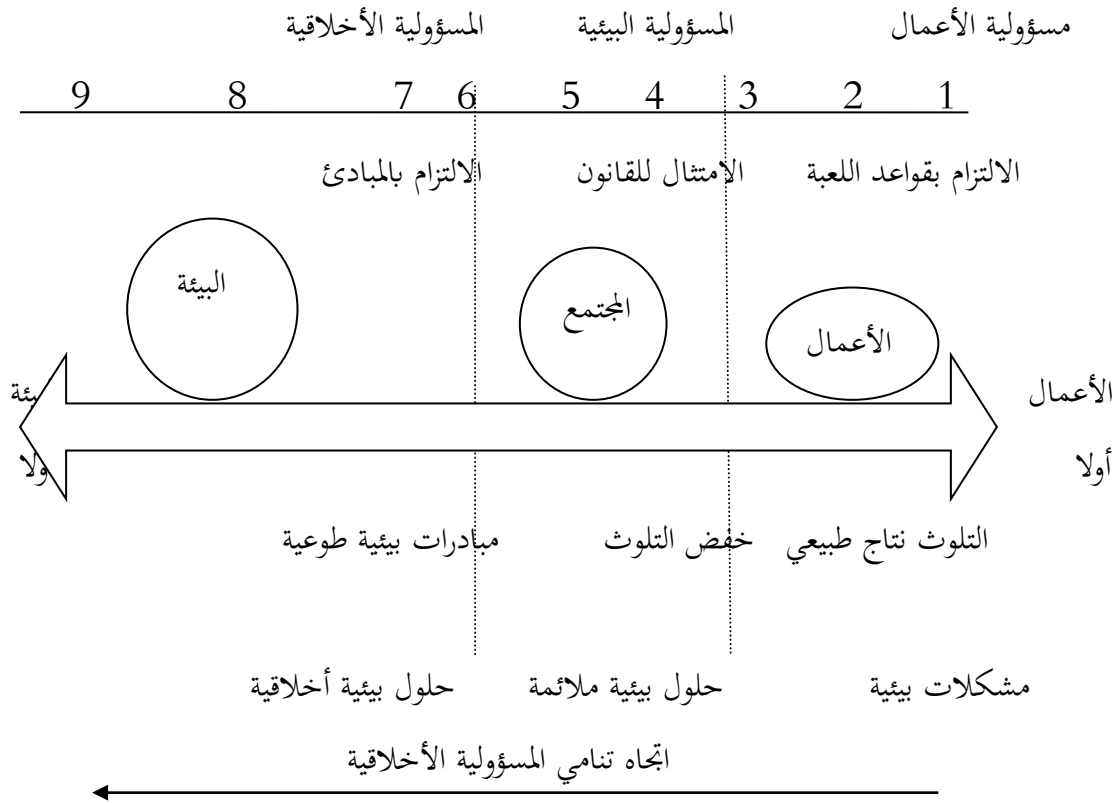 مسؤولية الأعمال المسؤولية البيئية المسؤولية الأخلاقية
1 2 3 4 5 6 7 8 9
الالتزام بقواعد اللعبة الامتثال للقانون الالتزام بالمبادئ
البيئة
المجتمع
الأعمال
الأعمال
أولا
التلوث نتاج طبيعي خفض التلوث مبادرات بيئية طوعية
مشكلات بيئية حلول بيئية ملائمة حلول بيئية أخلاقية
اتجاه تنامي المسؤولية الأخلاقية